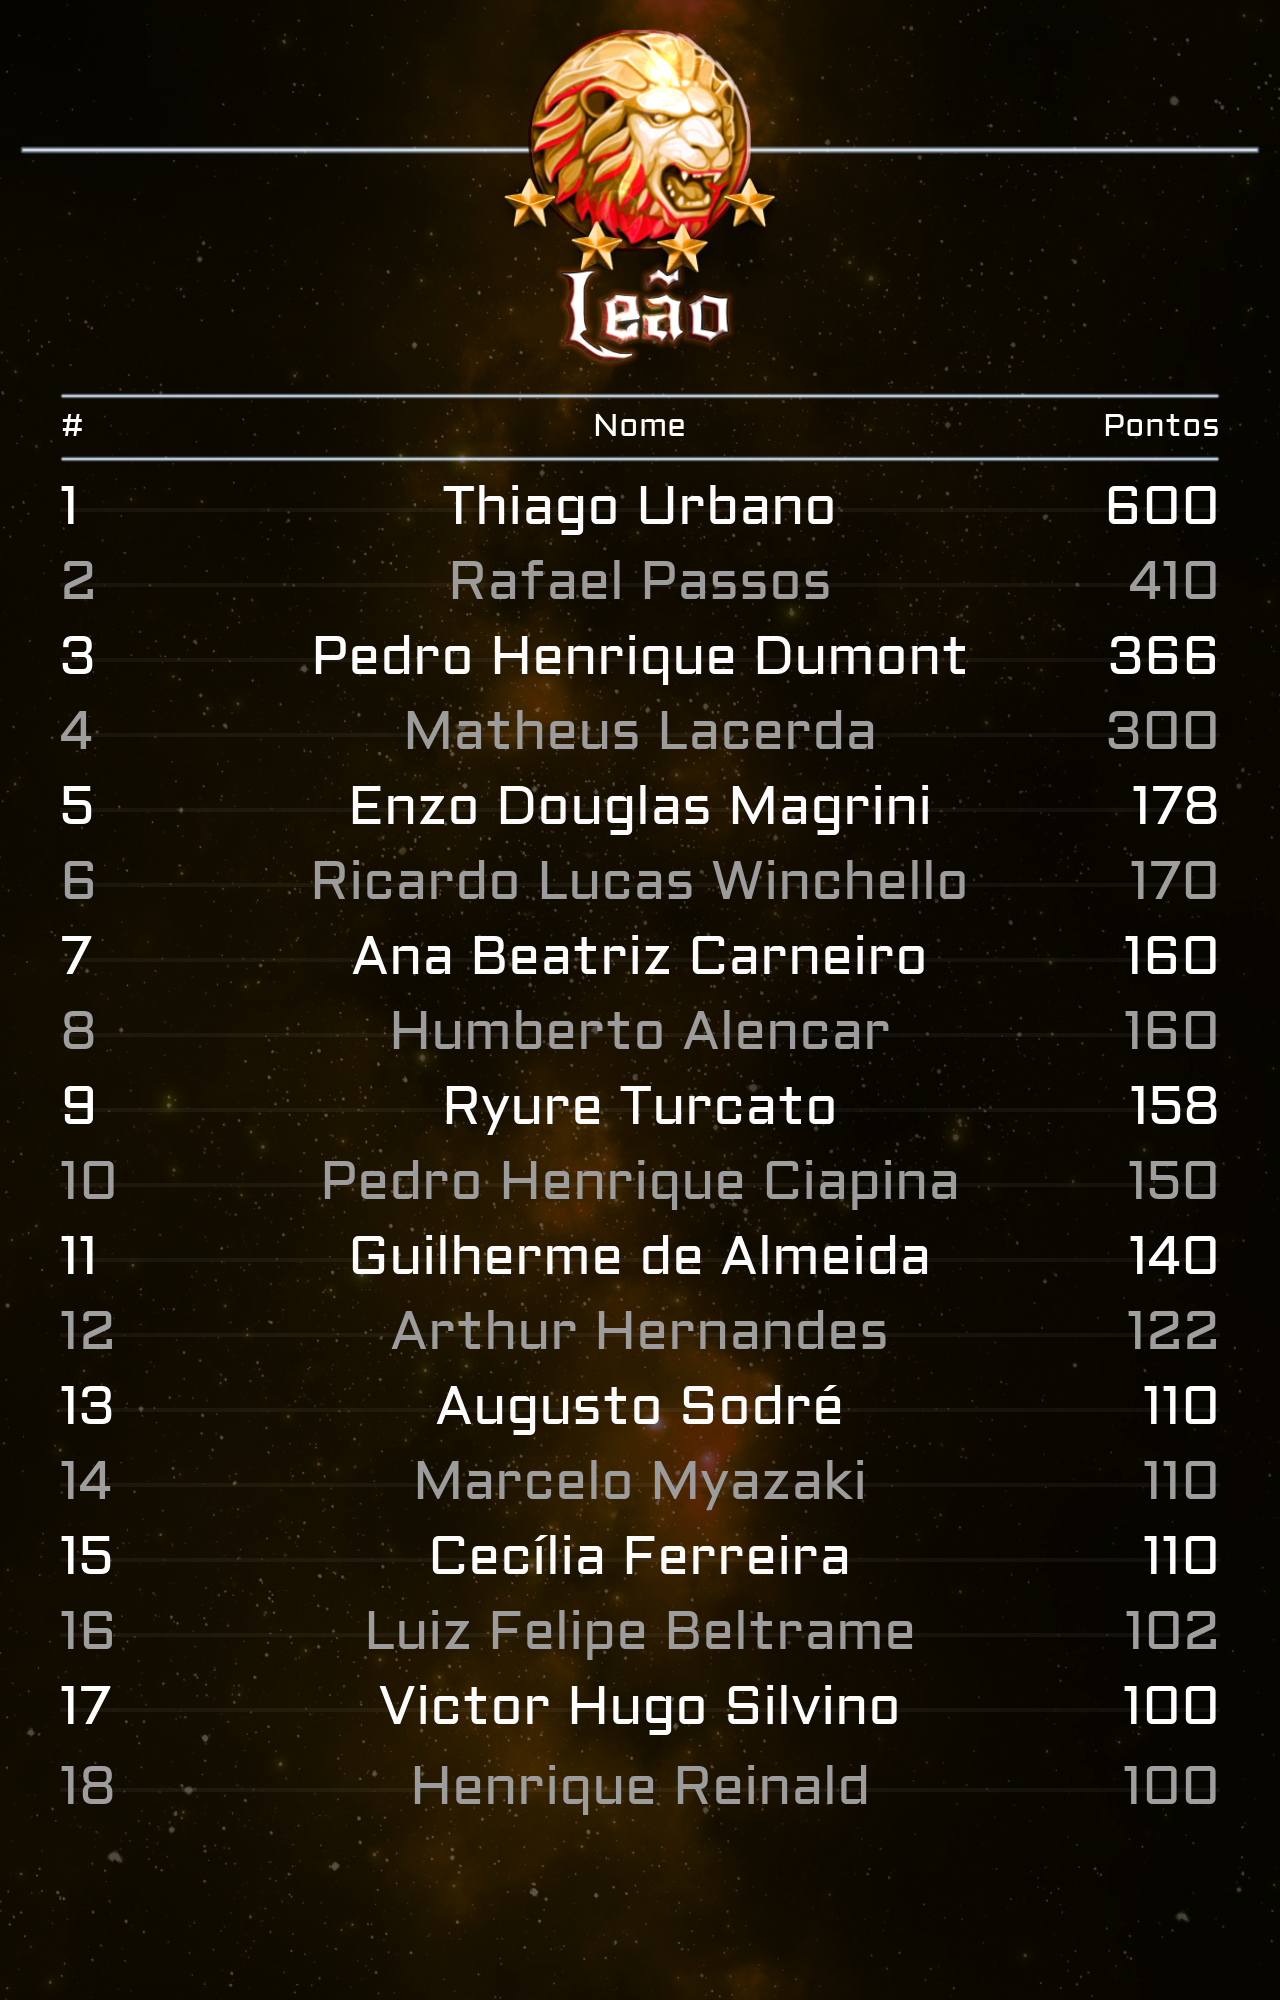 Leão
# Nome Pontos
1 Thiago Urbano 600
2 Rafael Passos 410
3 Pedro Henrique Dumont 366
4 Matheus Lacerda 300
5 Enzo Douglas Magrini 178
6 Ricardo Lucas Winchello 170
7 Ana Beatriz Carneiro 160
8 Humberto Alencar 160
9 Ryure Turcato 158
10 Pedro Henrique Ciapina 150
11 Guilherme de Almeida 140
12 Arthur Hernandes 122
13 Augusto Sodré 110
14 Marcelo Myazaki 110
15 Cecília Ferreira 110
16 Luiz Felipe Beltrame 102
17 Victor Hugo Silvino 100
18 Henrique Reinald 100